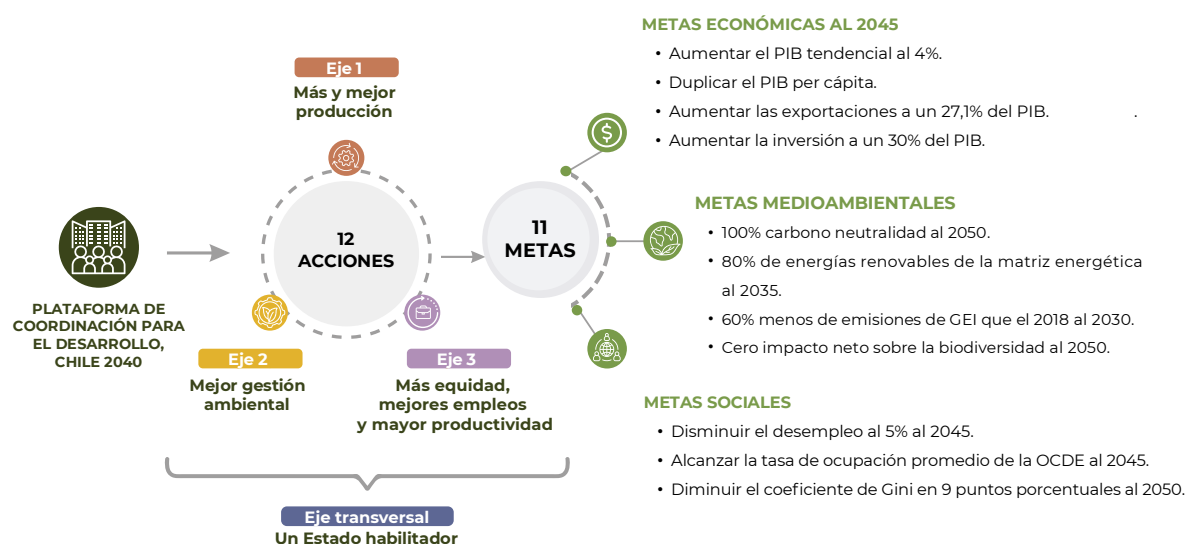 PLATAFORMA DE
COORDINACIÓN PARA
EL DESARROLLO,
CHILE 2040
Eje 1
Más y mejor
producción
12
ACCIONES
Eje 2
Mejor gestión
ambiental
Eje 3
Más equidad,
mejores empleos
y mayor productividad
Eje transversal
Un Estado habilitador
11
METAS
METAS ECONÓMICAS AL 2045
• Aumentar el PIB tendencial al 4%.
• Duplicar el PIB per cápita.
• Aumentar las exportaciones a un 27,1% del PIB. .
• Aumentar la inversión a un 30% del PIB.
METAS MEDIOAMBIENTALES
• 100% carbono neutralidad al 2050.
• 80% de energías renovables de la matriz energética
al 2035.
• 60% menos de emisiones de GEI que el 2018 al 2030.
• Cero impacto neto sobre la biodiversidad al 2050.
METAS SOCIALES
• Disminuir el desempleo al 5% al 2045.
• Alcanzar la tasa de ocupación promedio de la OCDE al 2045.
• Diminuir el coeficiente de Gini en 9 puntos porcentuales al 2050.